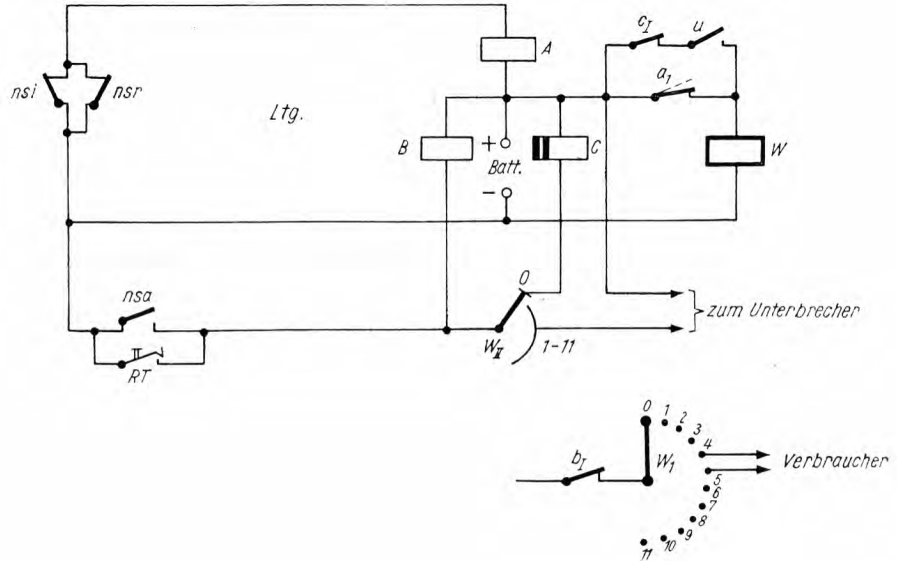 A
c_I
u
nsi
nsr
a_1
Ltg.
B
+
Batt.
C
W
-
0
nsa
zum Unterbrecher
W_II
1-11
II
RT
0
1
2
3
4
Verbraucher
b_I
W_1
5
6
7
8
9
10
11